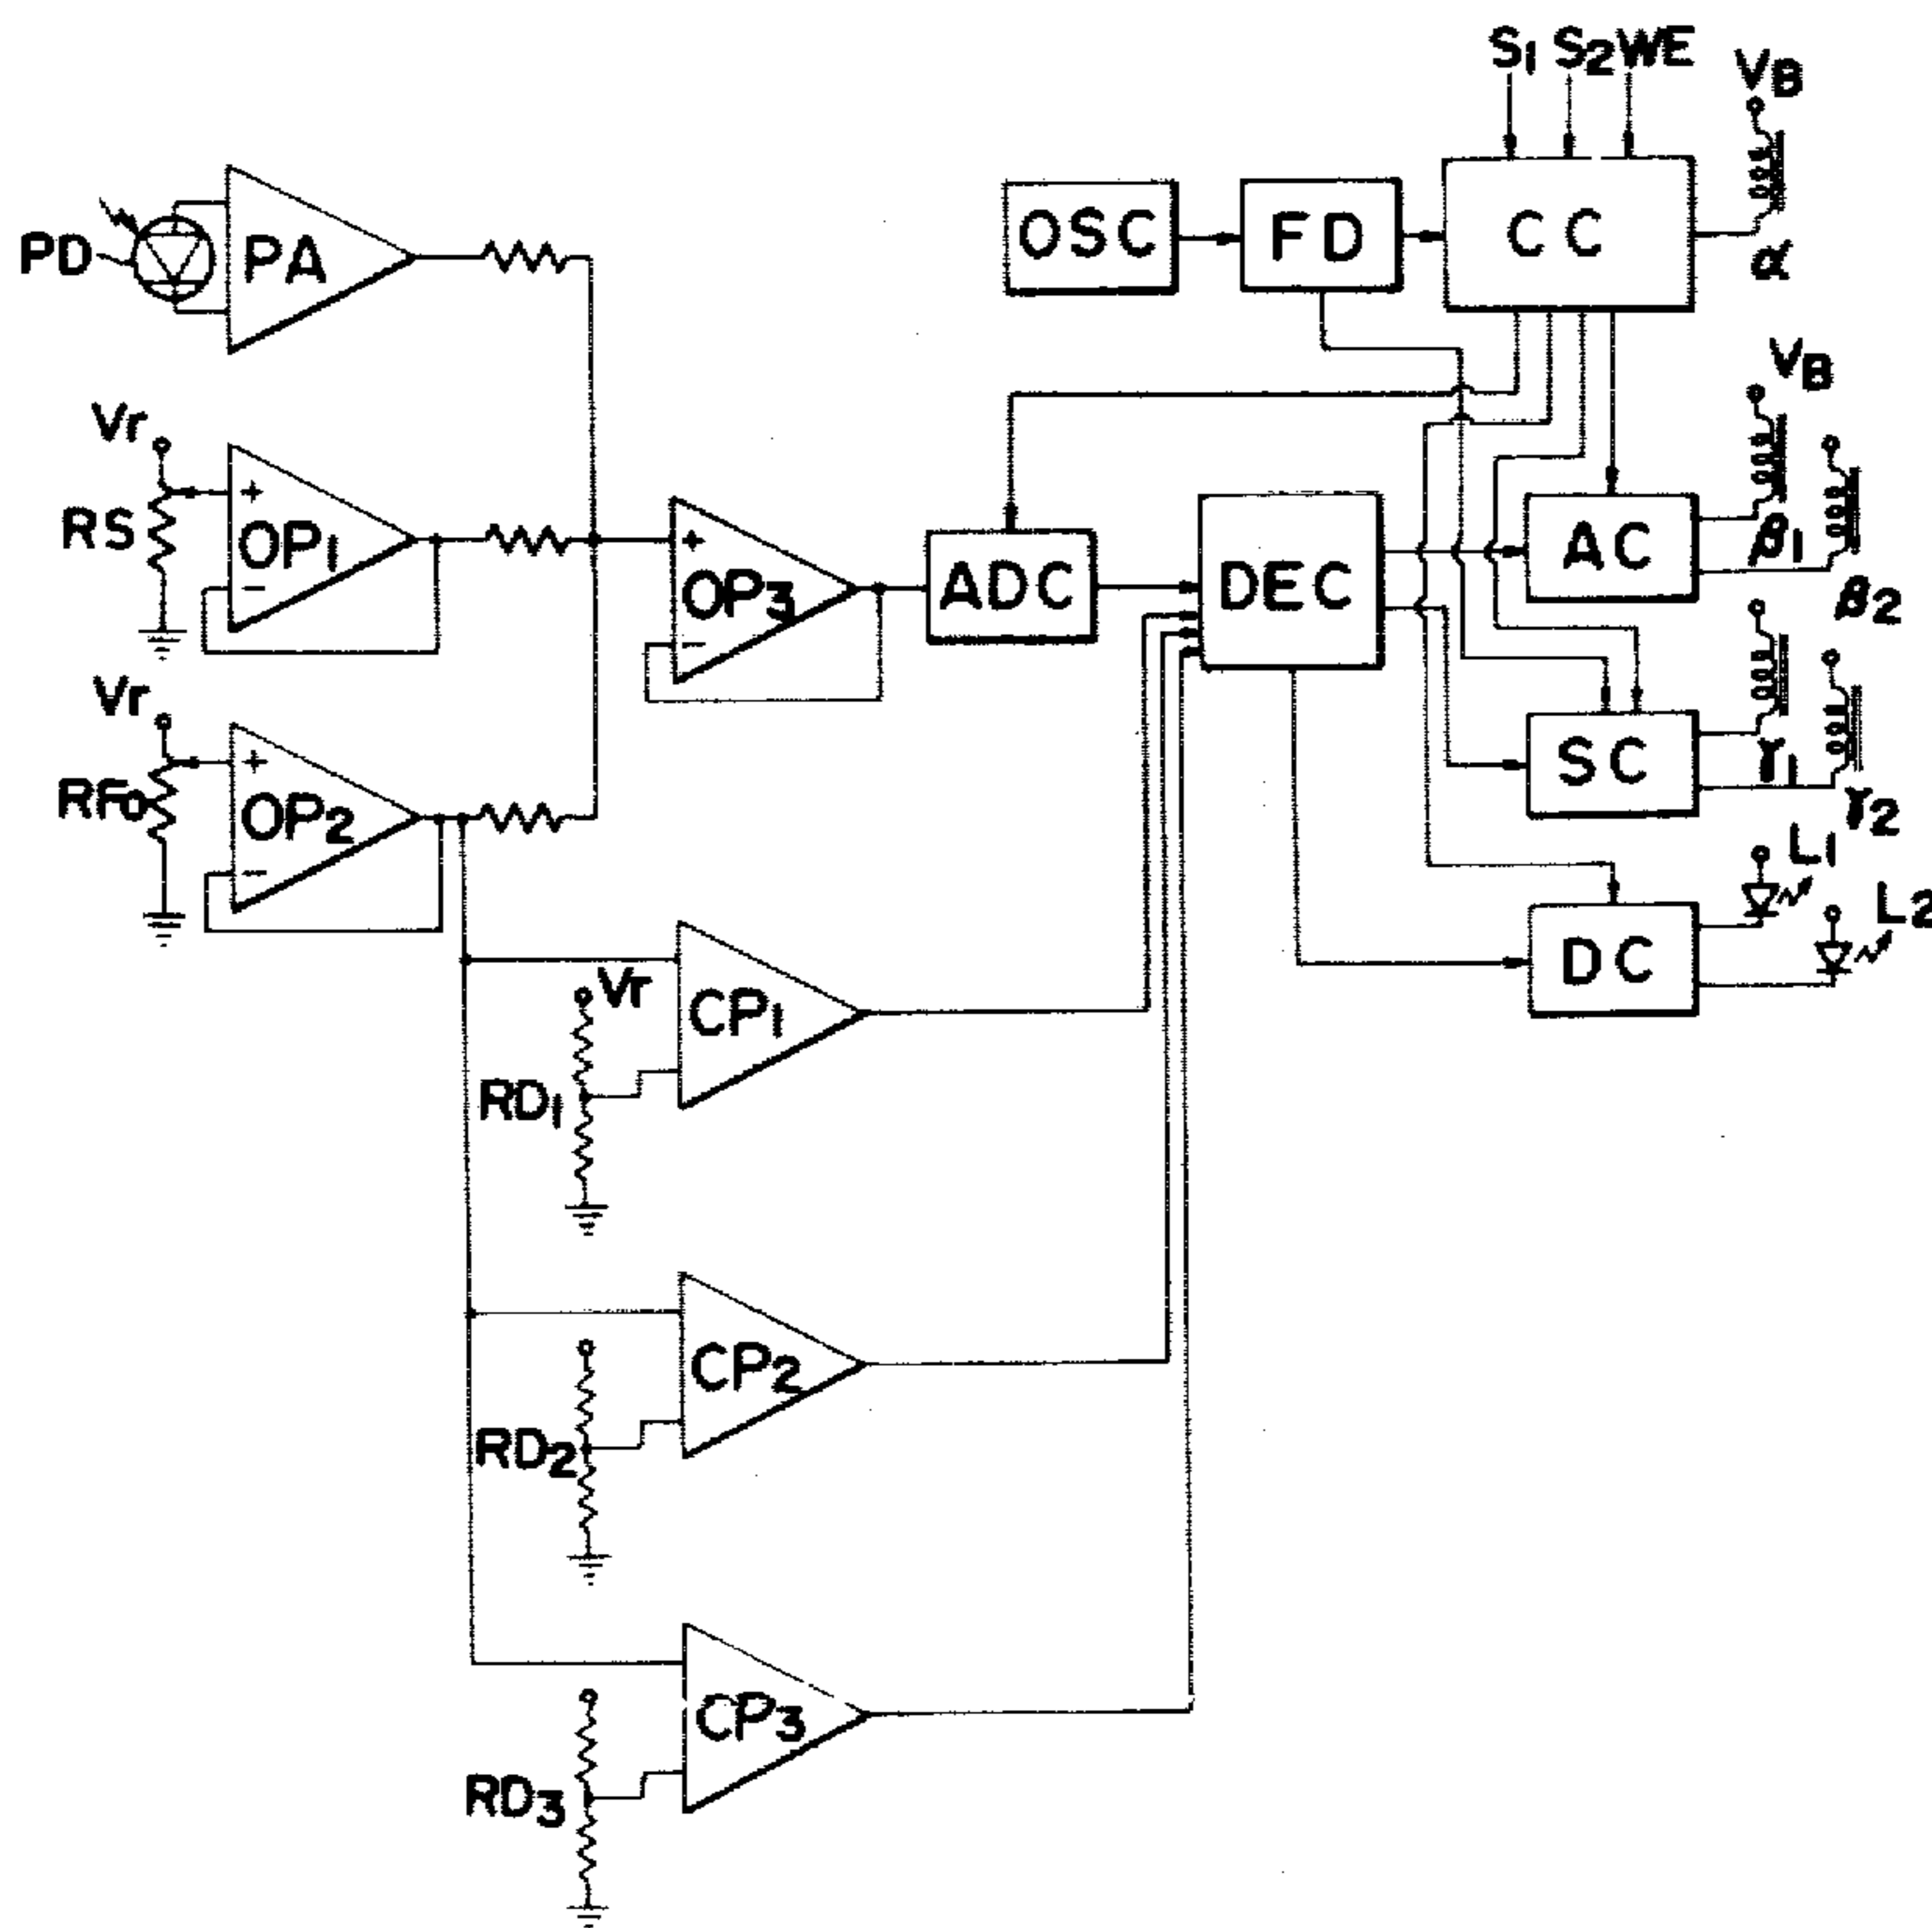 S1 S2 WE
VB
OSC
FD
CC
α
PD
PA
Vr
RS
+
OP1
−
VB
β1
β2
+
OP3
−
ADC
DEC
AC
Vr
RFo
+
OP2
−
SC
γ1
γ2
L1
L2
DC
Vr
CP1
RD1
CP2
RD2
CP3
RD3